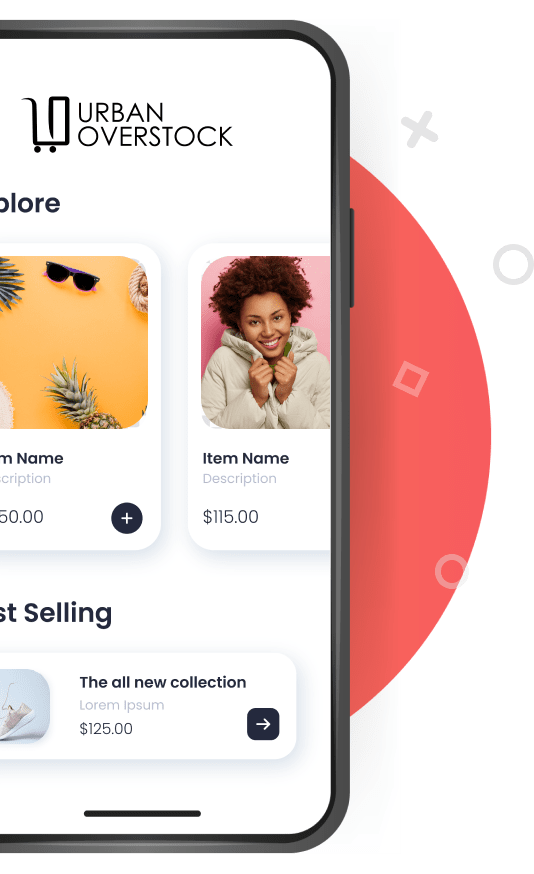 URBAN
OVERSTOCK
plore
m Name
cription
50.00
Item Name
Description
$115.00
st Selling
The all new collection
Lorem Ipsum
$125.00